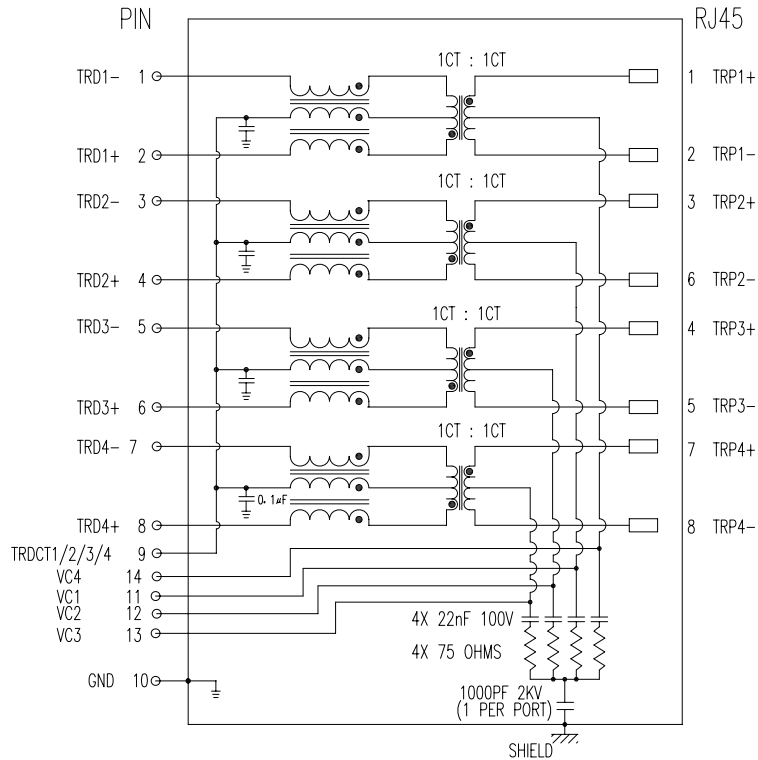 PIN RJ45
1CT : 1CT
TRD1- 1 1 TRP1+
TRD1+ 2 2 TRP1-
1CT : 1CT
TRD2- 3 3 TRP2+
TRD2+ 4 6 TRP2-
1CT : 1CT
TRD3- 5 4 TRP3+
TRD3+ 6 5 TRP3-
1CT : 1CT
TRD4- 7 7 TRP4+
0.1µF
TRD4+ 8 8 TRP4-
TRDCT1/2/3/4 9
VC4 14
VC1 11
VC2 12
VC3 13
4X 22nF 100V
4X 75 OHMS
GND 10
1000PF 2KV
(1 PER PORT)
SHIELD